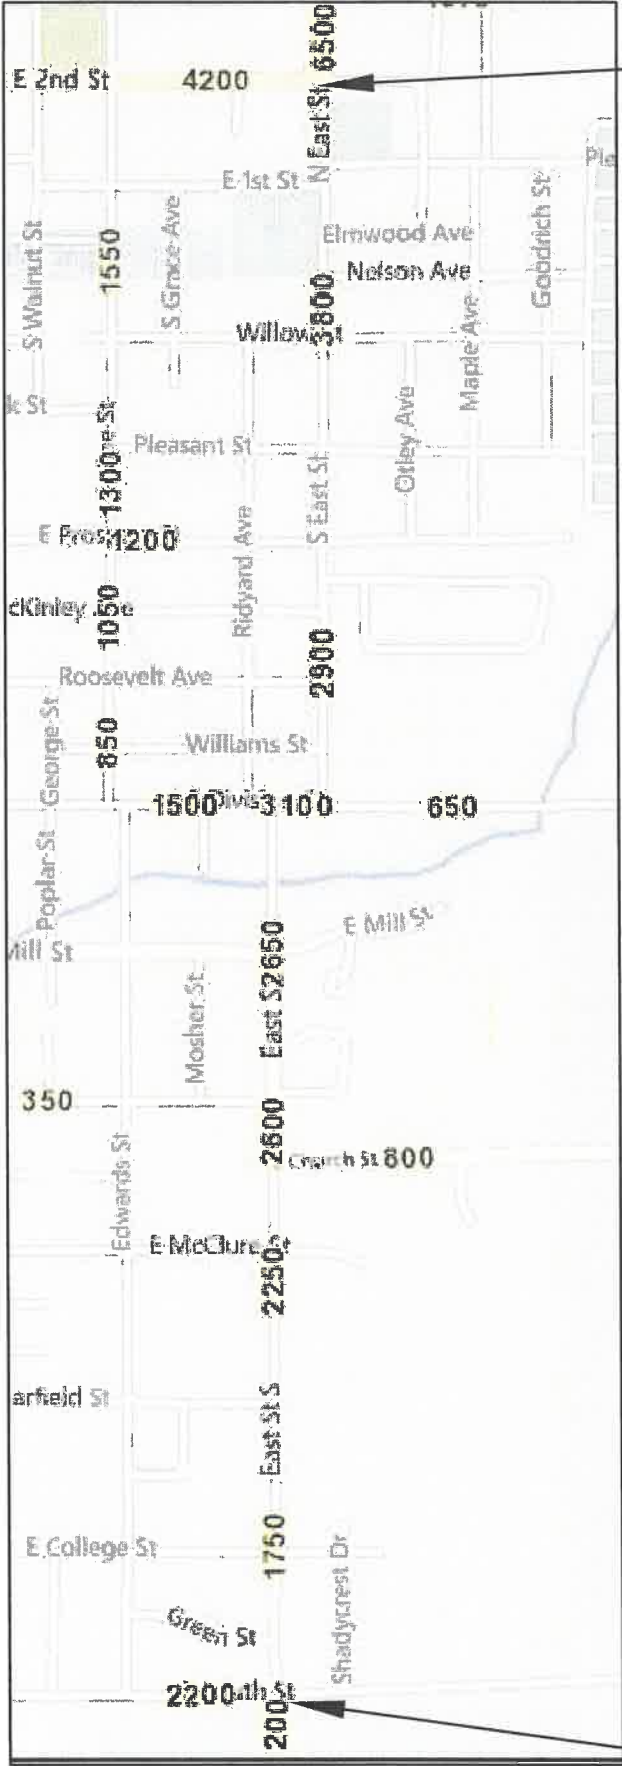 6500
E 2nd St
4200
N East St
E 1st St
1550
S Walnut St
S Grace Ave
Elmwood Ave
Nelson Ave
Goodrich St
3800
Maple Ave
Pleasant St
1300
Otley Ave
S East St
1200
Ridyard Ave
1050
2900
Roosevelt Ave
George St
850
Williams St
1500
3100
650
Poplar St
E Mill St
Mill St
2650
Mosher St
350
2600
Church St
800
Edwards St
E McClure St
2250
East St S
1750
E College St
Shadycrest Dr
Green St
2200
200